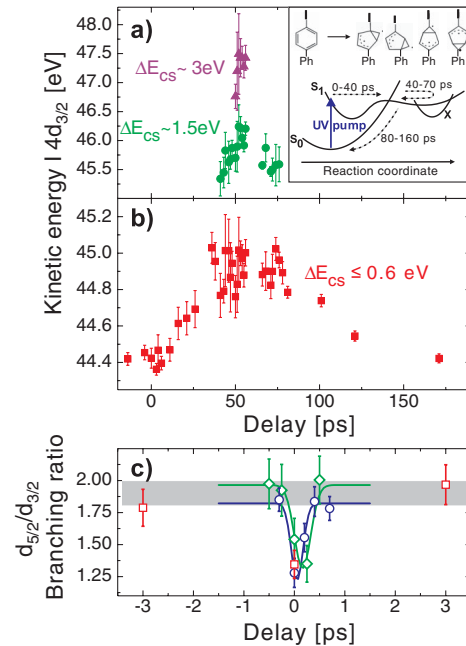 a)
48.0
47.5
47.0
46.5
46.0
45.5
ΔE_CS ~ 3eV
ΔE_CS ~1.5eV
I
I
I
I
I
Ph
Ph
Ph
Ph
Ph
S₁
0-40 ps
40-70 ps
UV
pump
X
S₀
80-160 ps
Reaction coordinate
Kinetic energy I 4d₃/₂ [eV]
b)
45.2
45.0
44.8
44.6
44.4
ΔE_CS ≤ 0.6 eV
0
50
100
150
Delay [ps]
c)
d₅/₂/d₃/₂
Branching ratio
2.00
1.75
1.50
1.25
-3
-2
-1
0
1
2
3
Delay [ps]